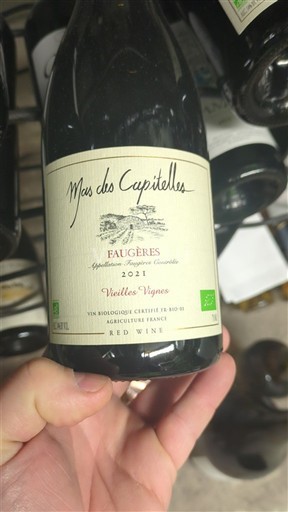 Mas des Capitelles
FAUGÈRES
Appellation Faugères Contrôlée
2021
Vieilles Vignes
VIN BIOLOGIQUE CERTIFIÉ FR-BIO-01
AGRICULTURE FRANCE
RED WINE
AB